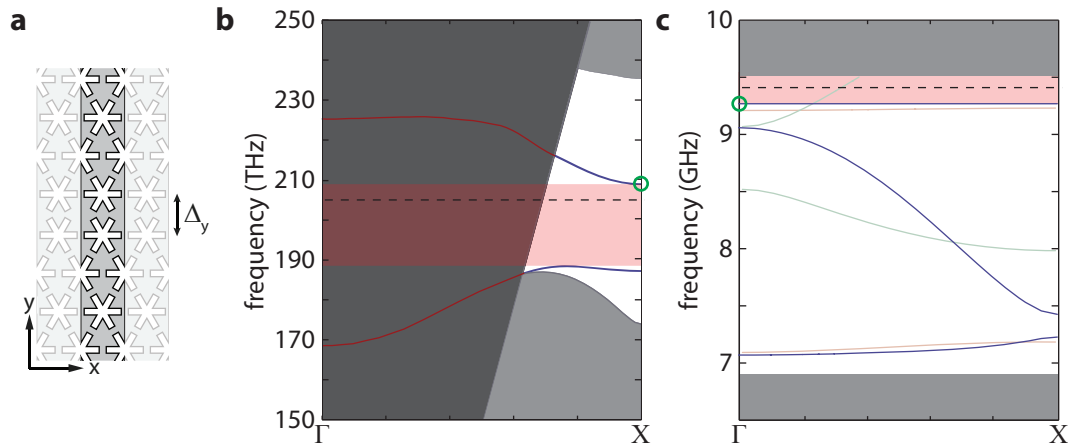 a
Δy
y
x
b
frequency (THz)
250
230
210
190
170
150
Γ
X
c
frequency (GHz)
10
9
8
7
Γ
X